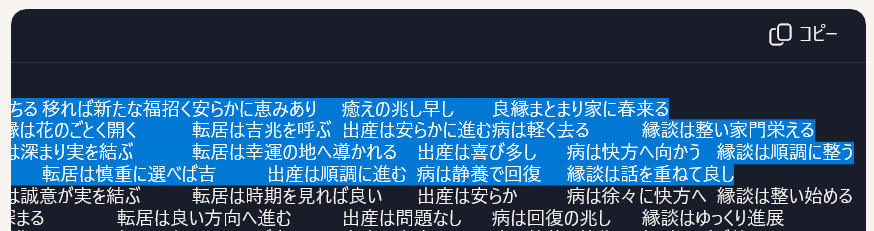 コピー
ちる 移れば新たな福招く安らかに恵みあり 癒えの兆し早し 良縁まとまり家に春来る
縁は花のごとく開く 転居は吉兆を呼ぶ 出産は安らかに進む病は軽く去る 縁談は整い家門栄える
は深まり実を結ぶ 転居は幸運の地へ導かれる 出産は喜び多し 病は快方へ向かう 縁談は順調に整う
転居は慎重に選べば吉 出産は順調に進む 病は静養で回復 縁談は話を重ねて良し
は誠意が実を結ぶ 転居は時期を見れば良い 出産は安らか 病は徐々に快方へ 縁談は整い始める
深まる 転居は良い方向へ進む 出産は問題なし 病は回復の兆し 縁談はゆっくり進展